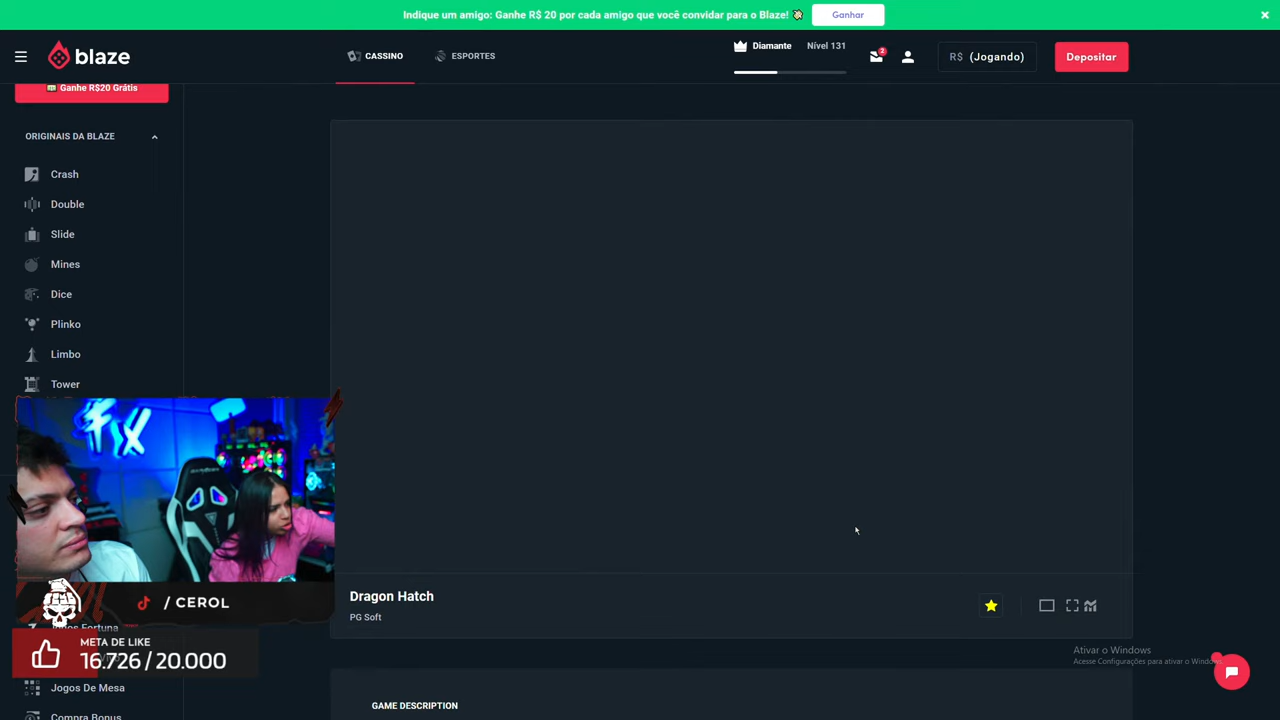 Indique um amigo: Ganhe R$ 20 por cada amigo que você convidar para o Blaze!
Ganhar
blaze
CASSINO
ESPORTES
Diamante
Nível 131
2
R$ (Jogando)
Depositar
Ganhe R$20 Grátis
ORIGINAIS DA BLAZE
Crash
Double
Slide
Mines
Dice
Plinko
Limbo
Tower
FX
/ CEROL
META DE LIKE
16.726 / 20.000
Jogos De Mesa
Compra Bonus
Dragon Hatch
PG Soft
Ativar o Windows
Acesse Configurações para ativar o Windows.
GAME DESCRIPTION